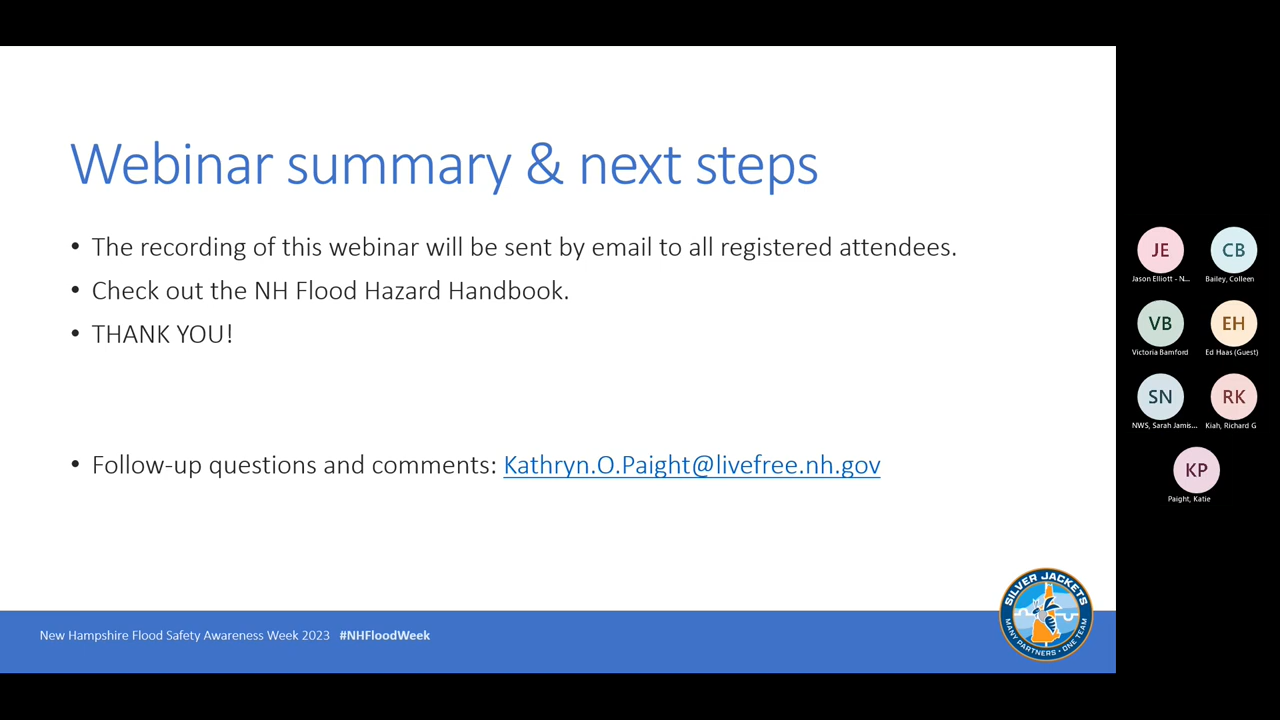 Webinar summary & next steps
• The recording of this webinar will be sent by email to all registered attendees.
• Check out the NH Flood Hazard Handbook.
• THANK YOU!
• Follow-up questions and comments: Kathryn.O.Paight@livefree.nh.gov
New Hampshire Flood Safety Awareness Week 2023 #NHFloodWeek
SILVER JACKETS
MANY PARTNERS • ONE TEAM
JE CB
Jason Elliott - N... Bailey, Colleen
VB EH
Victoria Bamford Ed Haas (Guest)
SN RK
NWS, Sarah Jamis... Kiah, Richard G
KP
Paight, Katie